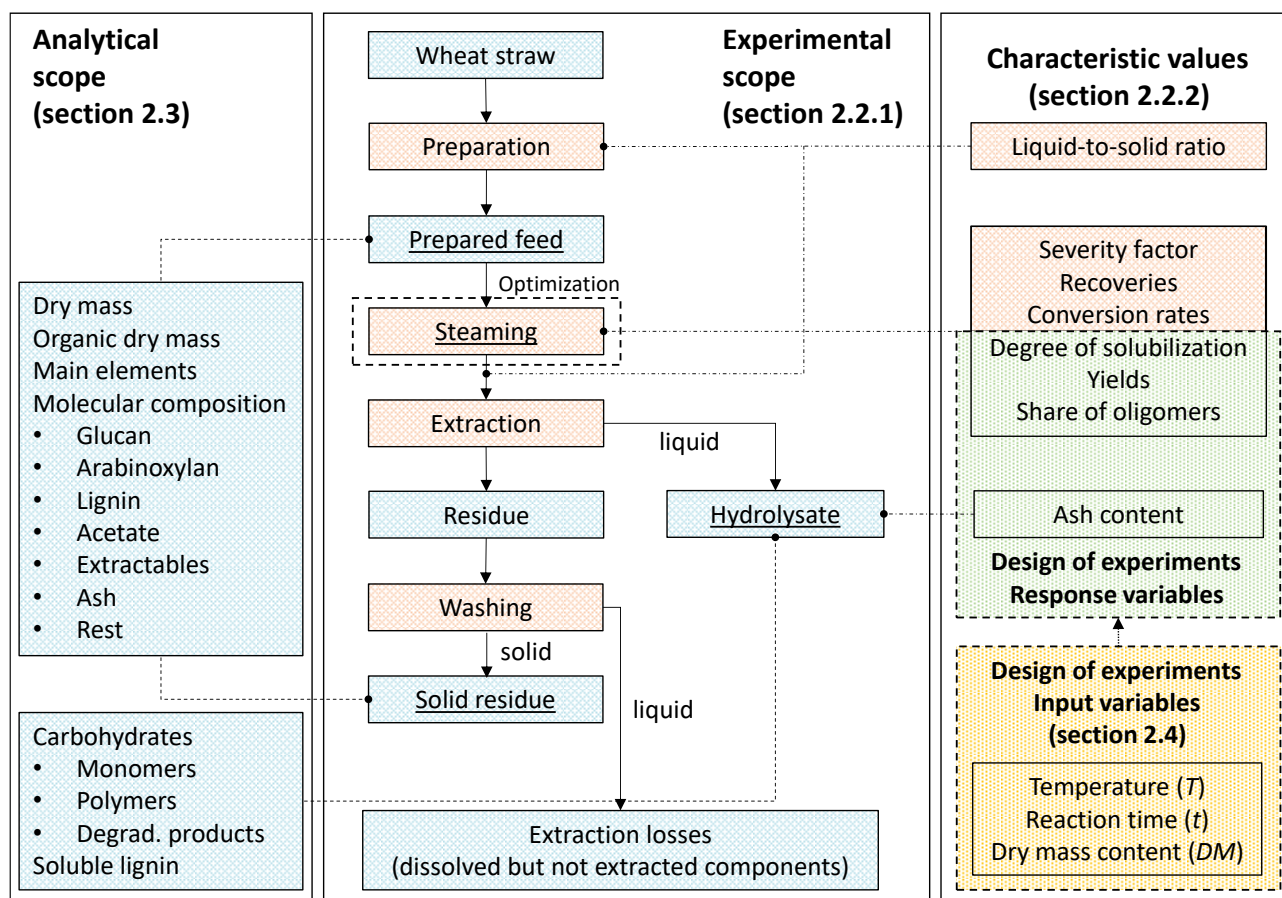 Analytical
scope
(section 2.3)
Dry mass
Organic dry mass
Main elements
Molecular composition
• Glucan
• Arabinoxylan
• Lignin
• Acetate
• Extractables
• Ash
• Rest
Carbohydrates
• Monomers
• Polymers
• Degrad. products
Soluble lignin
Experimental
scope
(section 2.2.1)
Wheat straw
Preparation
Prepared feed
Optimization
Steaming
Extraction
liquid
Residue
Hydrolysate
Washing
solid
Solid residue
liquid
Extraction losses
(dissolved but not extracted components)
Characteristic values
(section 2.2.2)
Liquid-to-solid ratio
Severity factor
Recoveries
Conversion rates
Degree of solubilization
Yields
Share of oligomers
Ash content
Design of experiments
Response variables
Design of experiments
Input variables
(section 2.4)
Temperature (T)
Reaction time (t)
Dry mass content (DM)